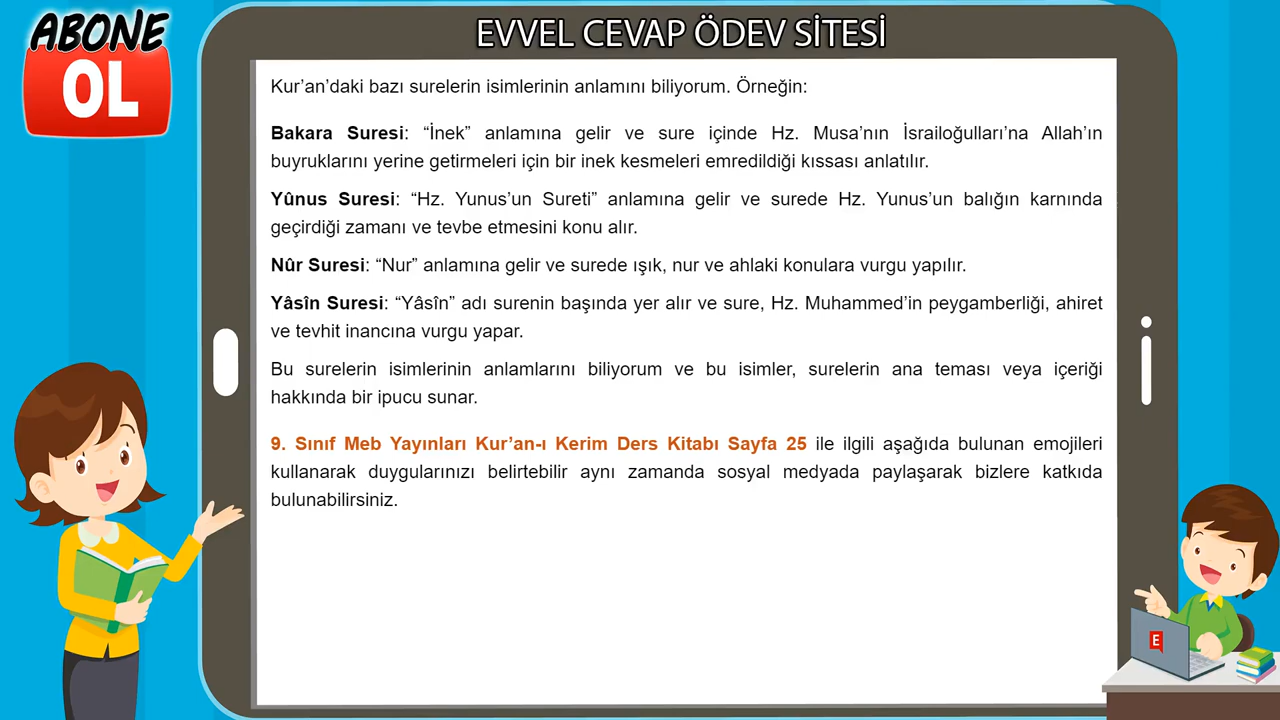 ABONE
OL
EVVEL CEVAP ÖDEV SİTESİ
Kur’an’daki bazı surelerin isimlerinin anlamını biliyorum. Örneğin:
Bakara Suresi: “İnek” anlamına gelir ve sure içinde Hz. Musa’nın İsrailoğulları’na Allah’ın
buyruklarını yerine getirmeleri için bir inek kesmeleri emredildiği kıssası anlatılır.
Yûnus Suresi: “Hz. Yunus’un Sureti” anlamına gelir ve surede Hz. Yunus’un balığın karnında
geçirdiği zamanı ve tevbe etmesini konu alır.
Nûr Suresi: “Nur” anlamına gelir ve surede ışık, nur ve ahlaki konulara vurgu yapılır.
Yâsîn Suresi: “Yâsîn” adı surenin başında yer alır ve sure, Hz. Muhammed’in peygamberliği, ahiret
ve tevhit inancına vurgu yapar.
Bu surelerin isimlerinin anlamlarını biliyorum ve bu isimler, surelerin ana teması veya içeriği
hakkında bir ipucu sunar.
9. Sınıf Meb Yayınları Kur’an-ı Kerim Ders Kitabı Sayfa 25 ile ilgili aşağıda bulunan emojileri
kullanarak duygularınızı belirtebilir aynı zamanda sosyal medyada paylaşarak bizlere katkıda
bulunabilirsiniz.
E